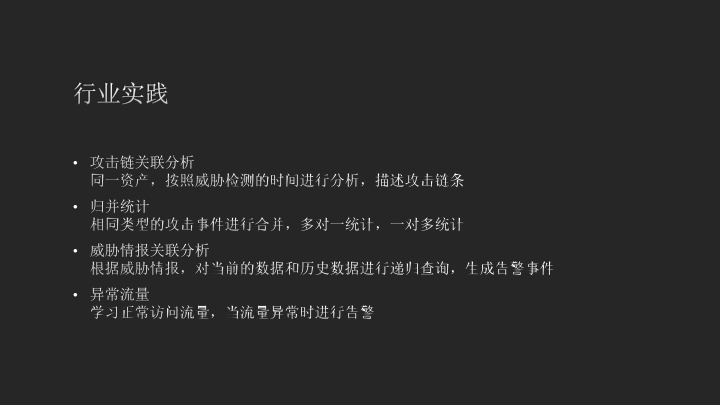 行业实践
• 攻击链关联分析
同一资产，按照威胁检测的时间进行分析，描述攻击链条
• 归并统计
相同类型的攻击事件进行合并，多对一统计，一对多统计
• 威胁情报关联分析
根据威胁情报，对当前的数据和历史数据进行递归查询，生成告警事件
• 异常流量
学习正常访问流量，当流量异常时进行告警